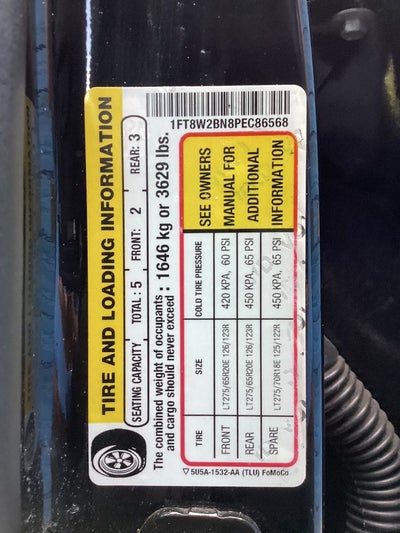 1FT8W2BN8PEC86568
TIRE AND LOADING INFORMATION
SEATING CAPACITY TOTAL: 5 FRONT: 2 REAR: 3
The combined weight of occupants
and cargo should never exceed : 1646 kg or 3629 lbs.
TIRE SIZE COLD TIRE PRESSURE SEE OWNERS
FRONT LT275/65R20E 126/123R 420 KPA, 60 PSI MANUAL FOR
REAR LT275/65R20E 126/123R 450 KPA, 65 PSI ADDITIONAL
SPARE LT275/70R18E 125/122R 450 KPA, 65 PSI INFORMATION
5U5A-1532-AA (TLU) FoMoCo